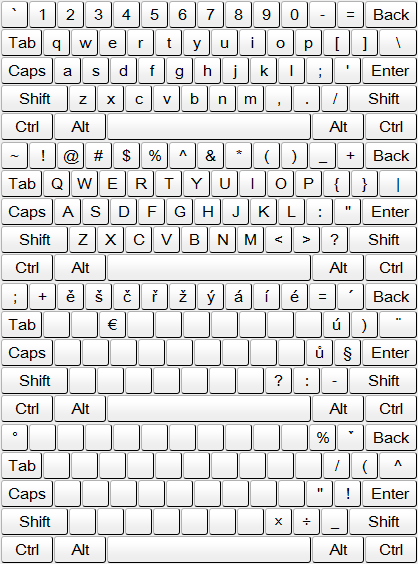 ` 1 2 3 4 5 6 7 8 9 0 - = Back
Tab q w e r t y u i o p [ ] \
Caps a s d f g h j k l ; ' Enter
Shift z x c v b n m , . / Shift
Ctrl Alt Alt Ctrl
~ ! @ # $ % ^ & * ( ) _ + Back
Tab Q W E R T Y U I O P { } |
Caps A S D F G H J K L : " Enter
Shift Z X C V B N M < > ? Shift
Ctrl Alt Alt Ctrl
; + ě š č ř ž ý á í é = ´ Back
Tab € ú ) ¨
Caps ů § Enter
Shift ? : - Shift
Ctrl Alt Alt Ctrl
° % ˇ Back
Tab / ( ^
Caps " ! Enter
Shift × ÷ _ Shift
Ctrl Alt Alt Ctrl